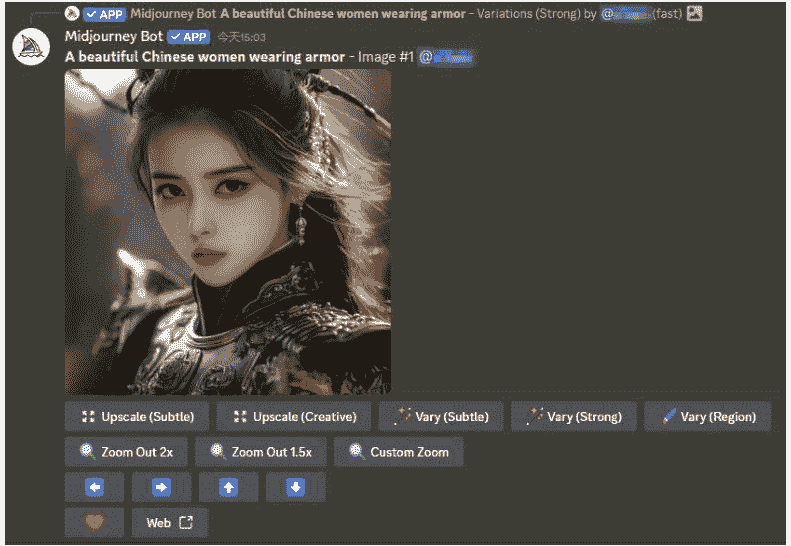 APP Midjourney Bot A beautiful Chinese women wearing armor - Variations (Strong) by @ (fast)
Midjourney Bot APP 今天15:03
A beautiful Chinese women wearing armor - Image #1 @
Upscale (Subtle) Upscale (Creative) Vary (Subtle) Vary (Strong) Vary (Region)
Zoom Out 2x Zoom Out 1.5x Custom Zoom
Web